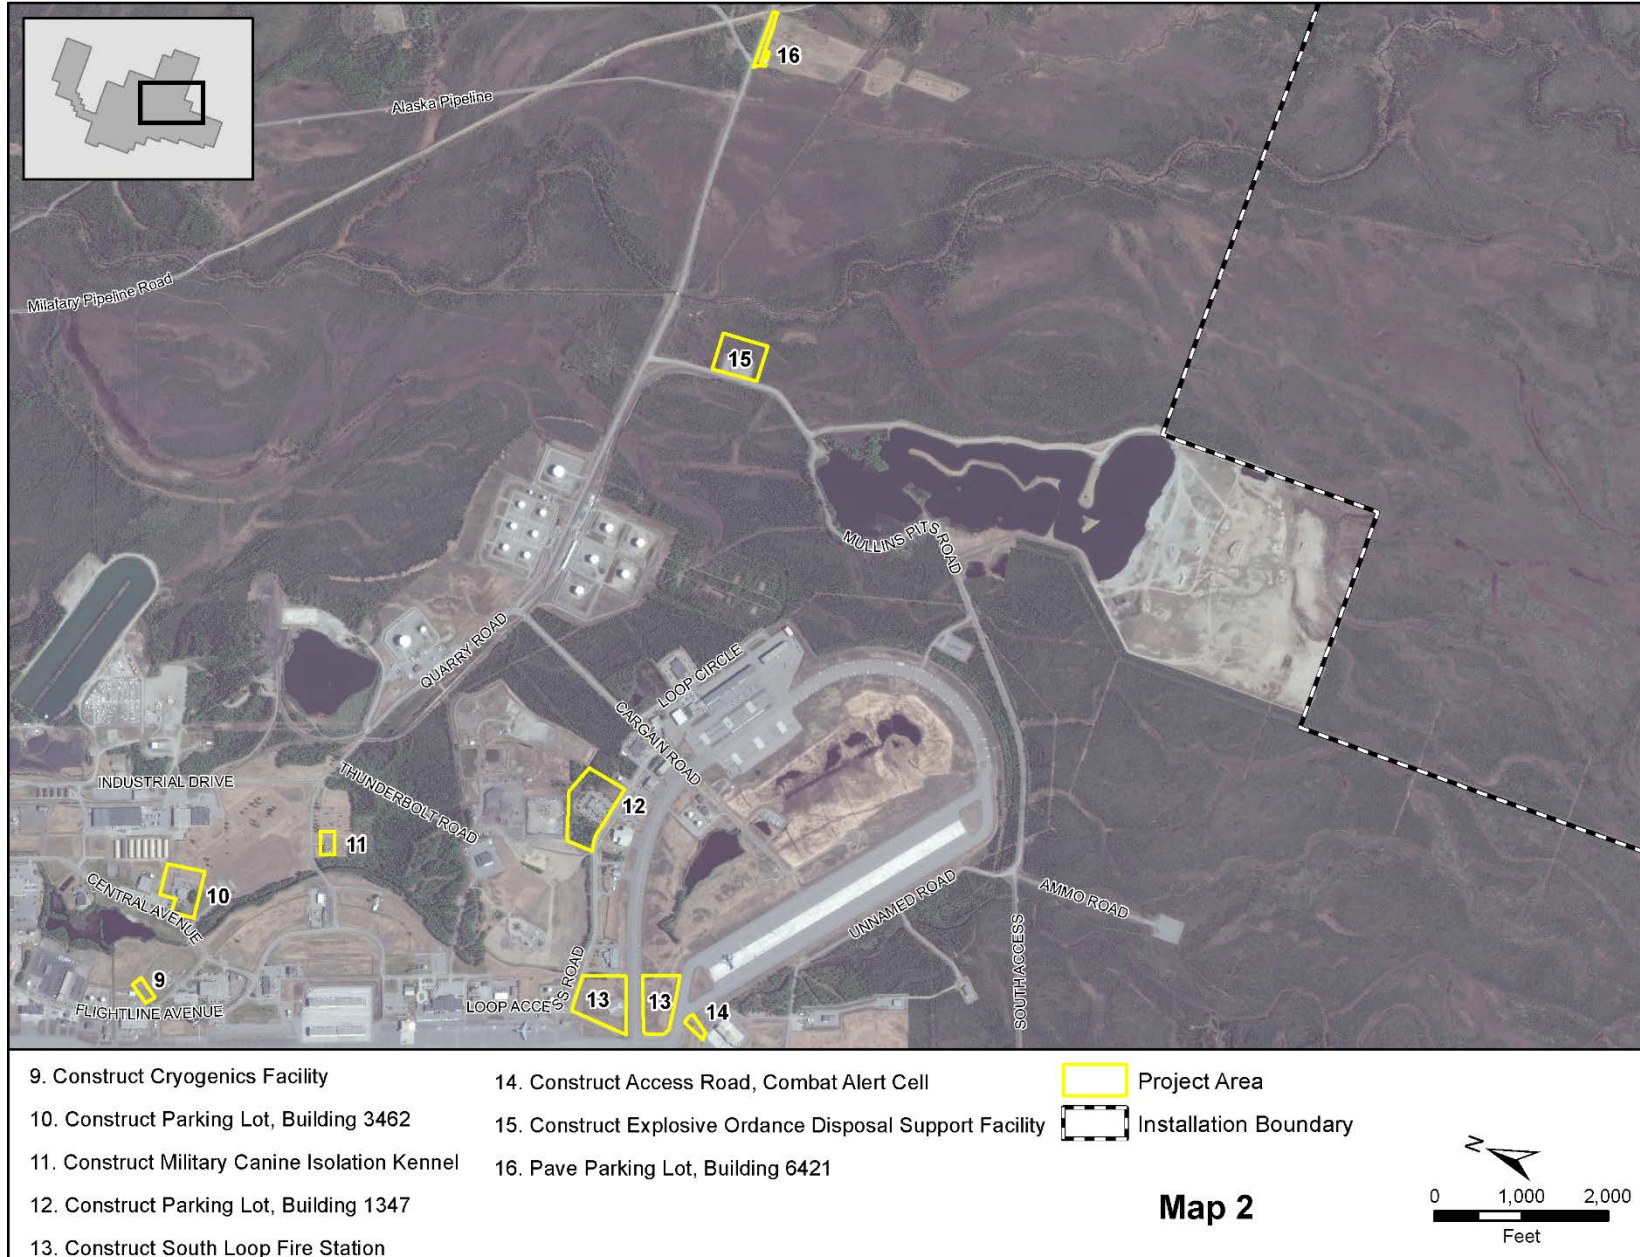 16
Alaska Pipeline
Milatary Pipeline Road
15
MULLINS PITS ROAD
QUARRY ROAD
LOOP CIRCLE
CARGAIN ROAD
INDUSTRIAL DRIVE
THUNDERBOLT ROAD
12
11
10
CENTRAL AVENUE
AMMO ROAD
UNNAMED ROAD
SOUTH ACCESS
9
FLIGHTLINE AVENUE
LOOP ACCESS ROAD
13
13
14
9. Construct Cryogenics Facility
10. Construct Parking Lot, Building 3462
11. Construct Military Canine Isolation Kennel
12. Construct Parking Lot, Building 1347
13. Construct South Loop Fire Station
14. Construct Access Road, Combat Alert Cell
15. Construct Explosive Ordance Disposal Support Facility
16. Pave Parking Lot, Building 6421
Project Area
Installation Boundary
Map 2
N
0 1,000 2,000
Feet